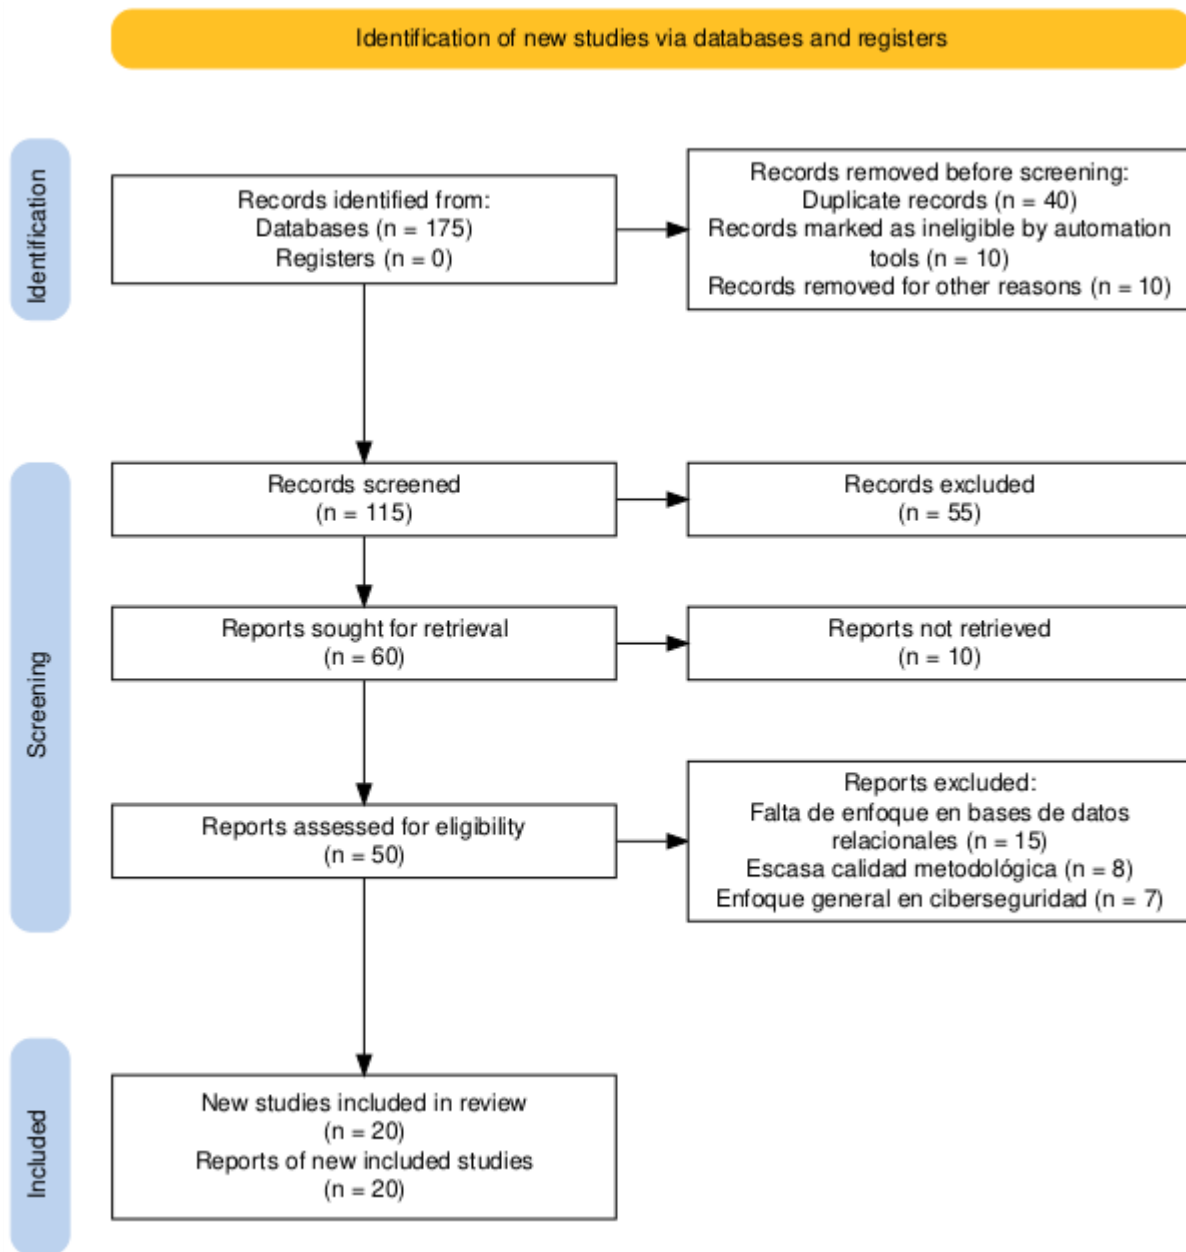 Identification of new studies via databases and registers
Identification
Records identified from:
Databases (n = 175)
Registers (n = 0)
Records removed before screening:
Duplicate records (n = 40)
Records marked as ineligible by automation
tools (n = 10)
Records removed for other reasons (n = 10)
Screening
Records screened
(n = 115)
Records excluded
(n = 55)
Reports sought for retrieval
(n = 60)
Reports not retrieved
(n = 10)
Reports assessed for eligibility
(n = 50)
Reports excluded:
Falta de enfoque en bases de datos
relacionales (n = 15)
Escasa calidad metodológica (n = 8)
Enfoque general en ciberseguridad (n = 7)
Included
New studies included in review
(n = 20)
Reports of new included studies
(n = 20)